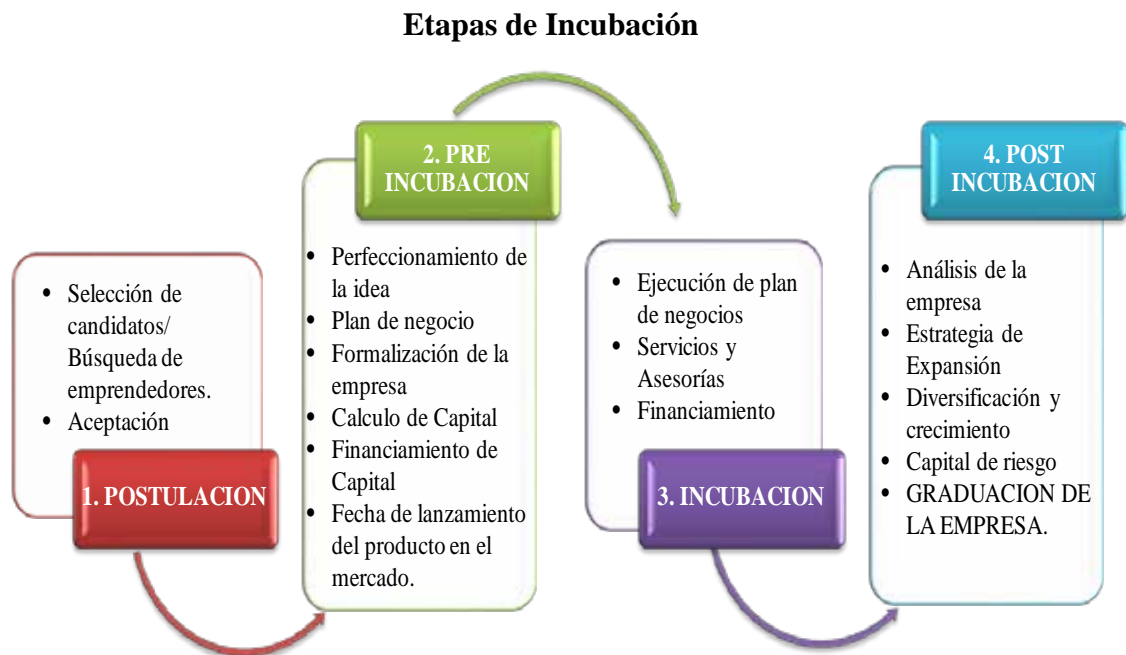 Etapas de Incubación
• Selección de
candidatos/
Búsqueda de
emprendedores.
• Aceptación
1. POSTULACION
2. PRE
INCUBACION
• Perfeccionamiento de
la idea
• Plan de negocio
• Formalización de la
empresa
• Calculo de Capital
• Financiamiento de
Capital
• Fecha de lanzamiento
del producto en el
mercado.
• Ejecución de plan
de negocios
• Servicios y
Asesorías
• Financiamiento
3. INCUBACION
4. POST
INCUBACION
• Análisis de la
empresa
• Estrategia de
Expansión
• Diversificación y
crecimiento
• Capital de riesgo
• GRADUACION DE
LA EMPRESA.